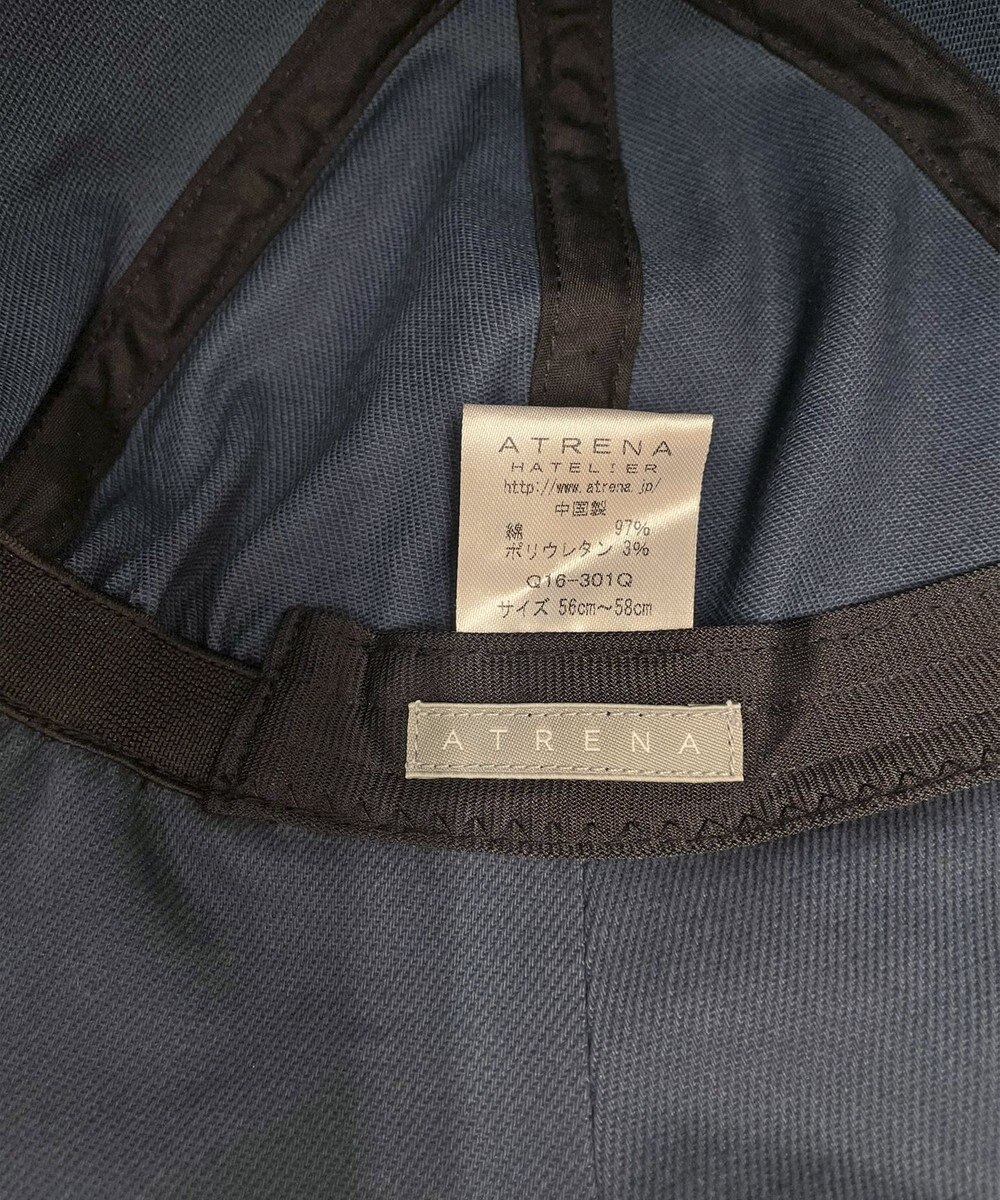 ATRENA
HATELIER
http://www.atrena.jp/
中国製
綿 97%
ポリウレタン 3%
Q16-301Q
サイズ 56cm~58cm
ATRENA